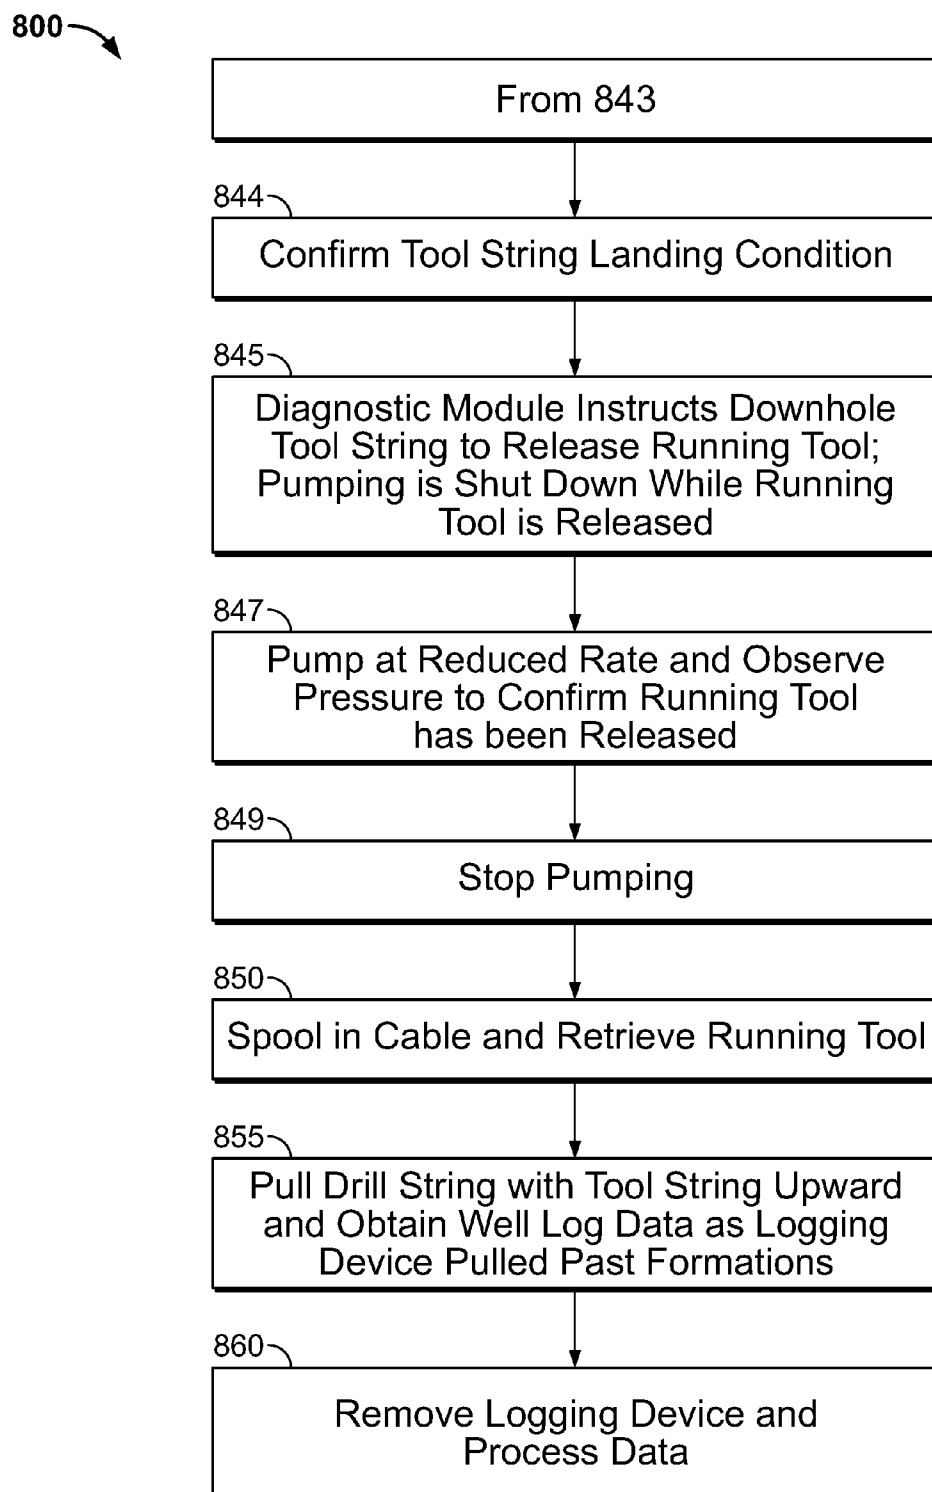 800
From 843
844
Confirm Tool String Landing Condition
845
Diagnostic Module Instructs Downhole
Tool String to Release Running Tool;
Pumping is Shut Down While Running
Tool is Released
847
Pump at Reduced Rate and Observe
Pressure to Confirm Running Tool
has been Released
849
Stop Pumping
850
Spool in Cable and Retrieve Running Tool
855
Pull Drill String with Tool String Upward
and Obtain Well Log Data as Logging
Device Pulled Past Formations
860
Remove Logging Device and
Process Data